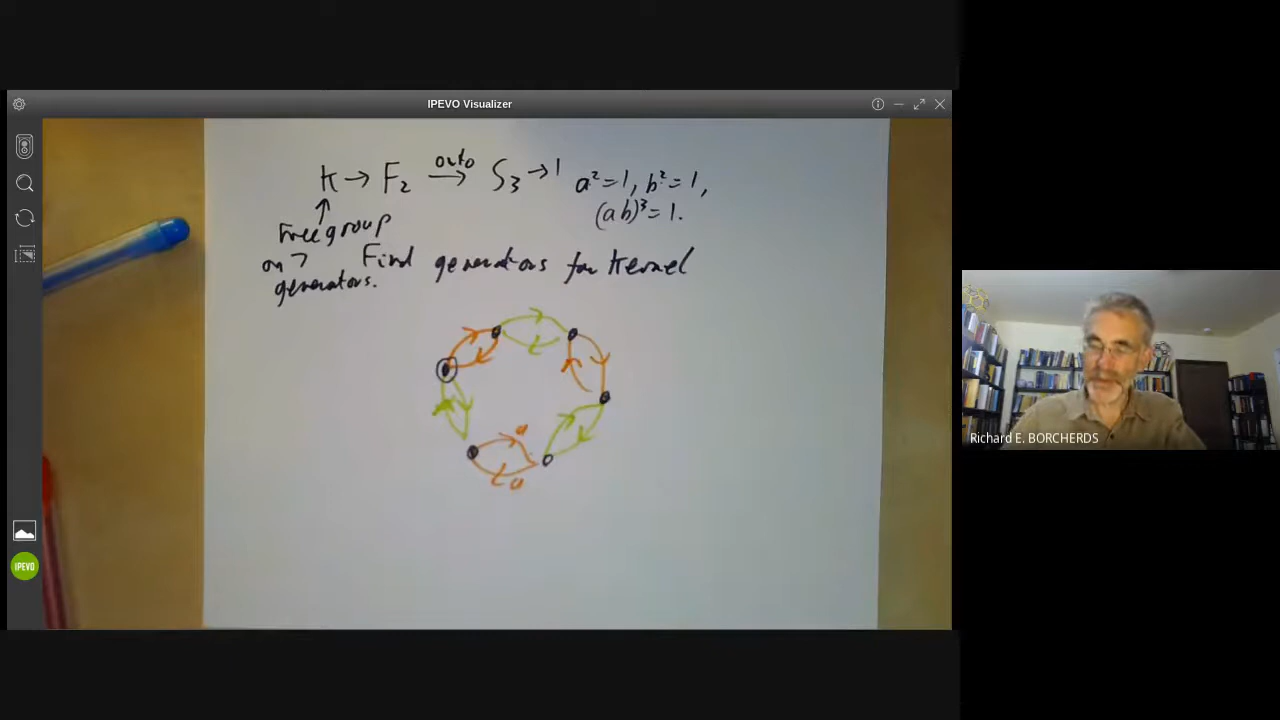 IPEVO Visualizer
K → F₂ onto→ S₃ → 1 a² = 1, b² = 1,
(ab)³ = 1.
Free group
on 7 Find generators for kernel
generators.
a
a
Richard E. BORCHERDS
IPEVO